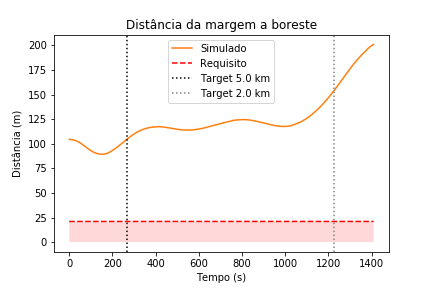 Distância da margem a boreste
Distância (m)
200
175
150
125
100
75
50
25
0
Simulado
Requisito
Target 5.0 km
Target 2.0 km
0 200 400 600 800 1000 1200 1400
Tempo (s)